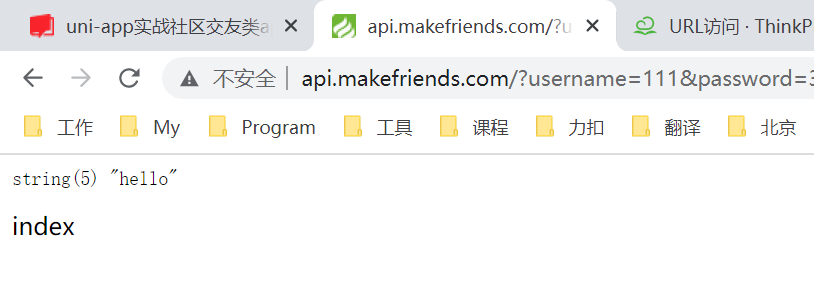 uni-app实战社区交友类a
api.makefriends.com/?u
URL访问 · ThinkP
不安全 | api.makefriends.com/?username=111&password=3
工作 My Program 工具 课程 力扣 翻译 北京
string(5) "hello"
index